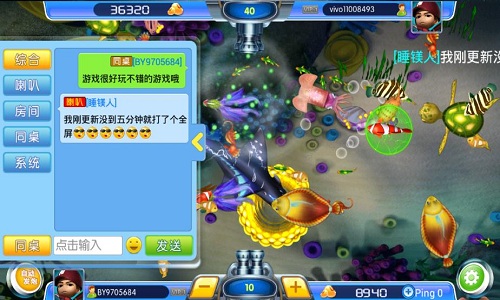 36320
40
vivo11008493
综合
喇叭
房间
同桌
系统
同桌 [BY9705684]
游戏很好玩不错的游戏哦
喇叭 [睡镁人]
我刚更新没到五分钟就打了个全
屏
[睡镁人]我刚更新没
同桌
点击输入
发送
自动
BY9705684
10
8940
Ping 0